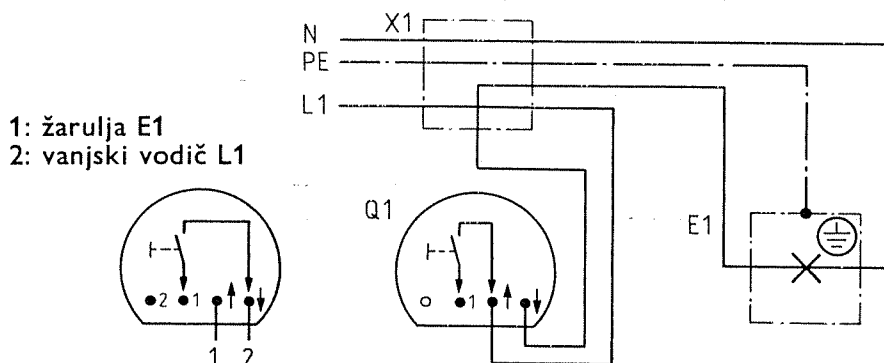 X1
N
PE
L1
1: žarulja E1
2: vanjski vodič L1
Q1
E1
2 1
1
1 2